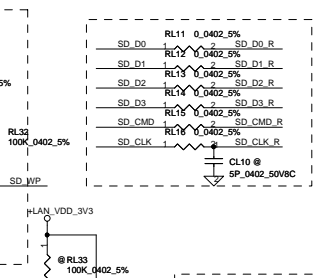 RL11 0_0402_5%
SD_D0 1 2 SD_D0_R
RL12 0_0402_5%
SD_D1 1 2 SD_D1_R
RL13 0_0402_5%
SD_D2 1 2 SD_D2_R
RL14 0_0402_5%
SD_D3 1 2 SD_D3_R
RL15 0_0402_5%
SD_CMD 1 2 SD_CMD_R
RL16 0_0402_5%
SD_CLK 1 SD_CLK_R
CL10 @
5P_0402_50V8C
5%
RL32
100K_0402_5%
SD_WP
+LAN_VDD_3V3
1
@ RL33
100K_0402_5%